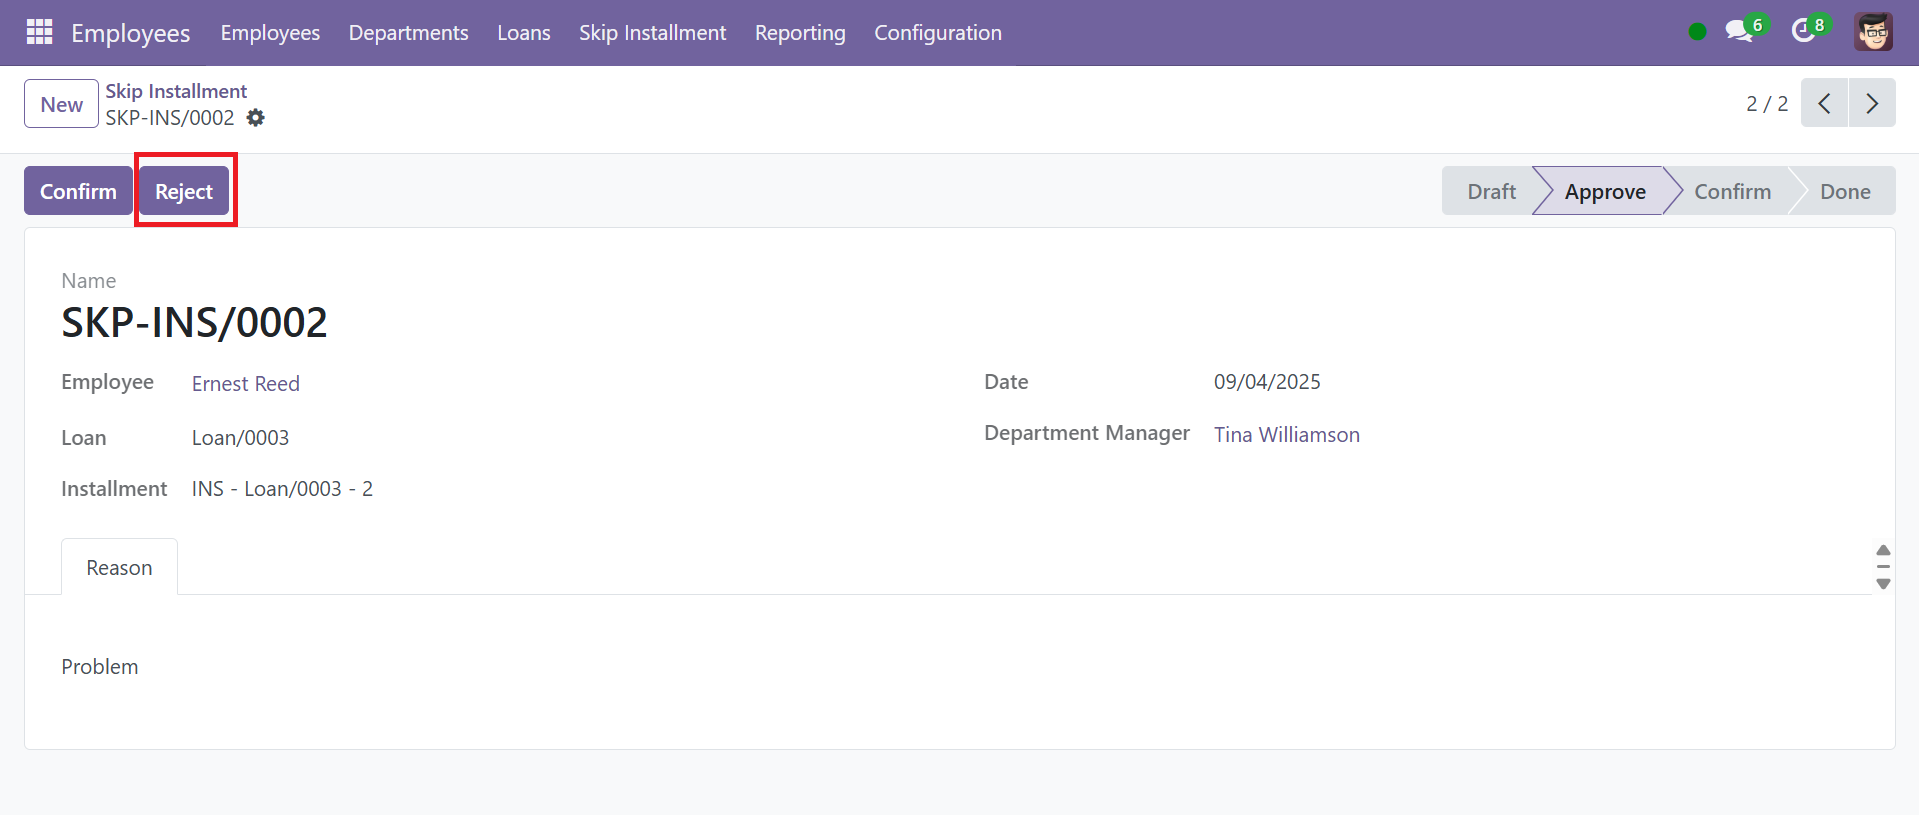 Employees Employees Departments Loans Skip Installment Reporting Configuration 6 8
New Skip Installment
SKP-INS/0002
2 / 2
Confirm Reject Draft Approve Confirm Done
Name
SKP-INS/0002
Employee Ernest Reed Date 09/04/2025
Loan Loan/0003 Department Manager Tina Williamson
Installment INS - Loan/0003 - 2
Reason
Problem